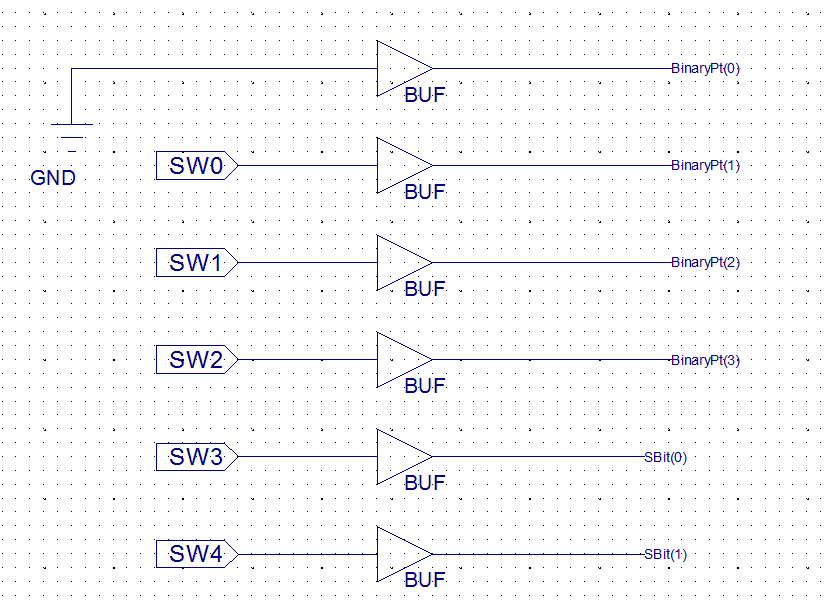 BinaryPt(0)
BUF
GND
SW0
BinaryPt(1)
BUF
SW1
BinaryPt(2)
BUF
SW2
BinaryPt(3)
BUF
SW3
SBit(0)
BUF
SW4
SBit(1)
BUF